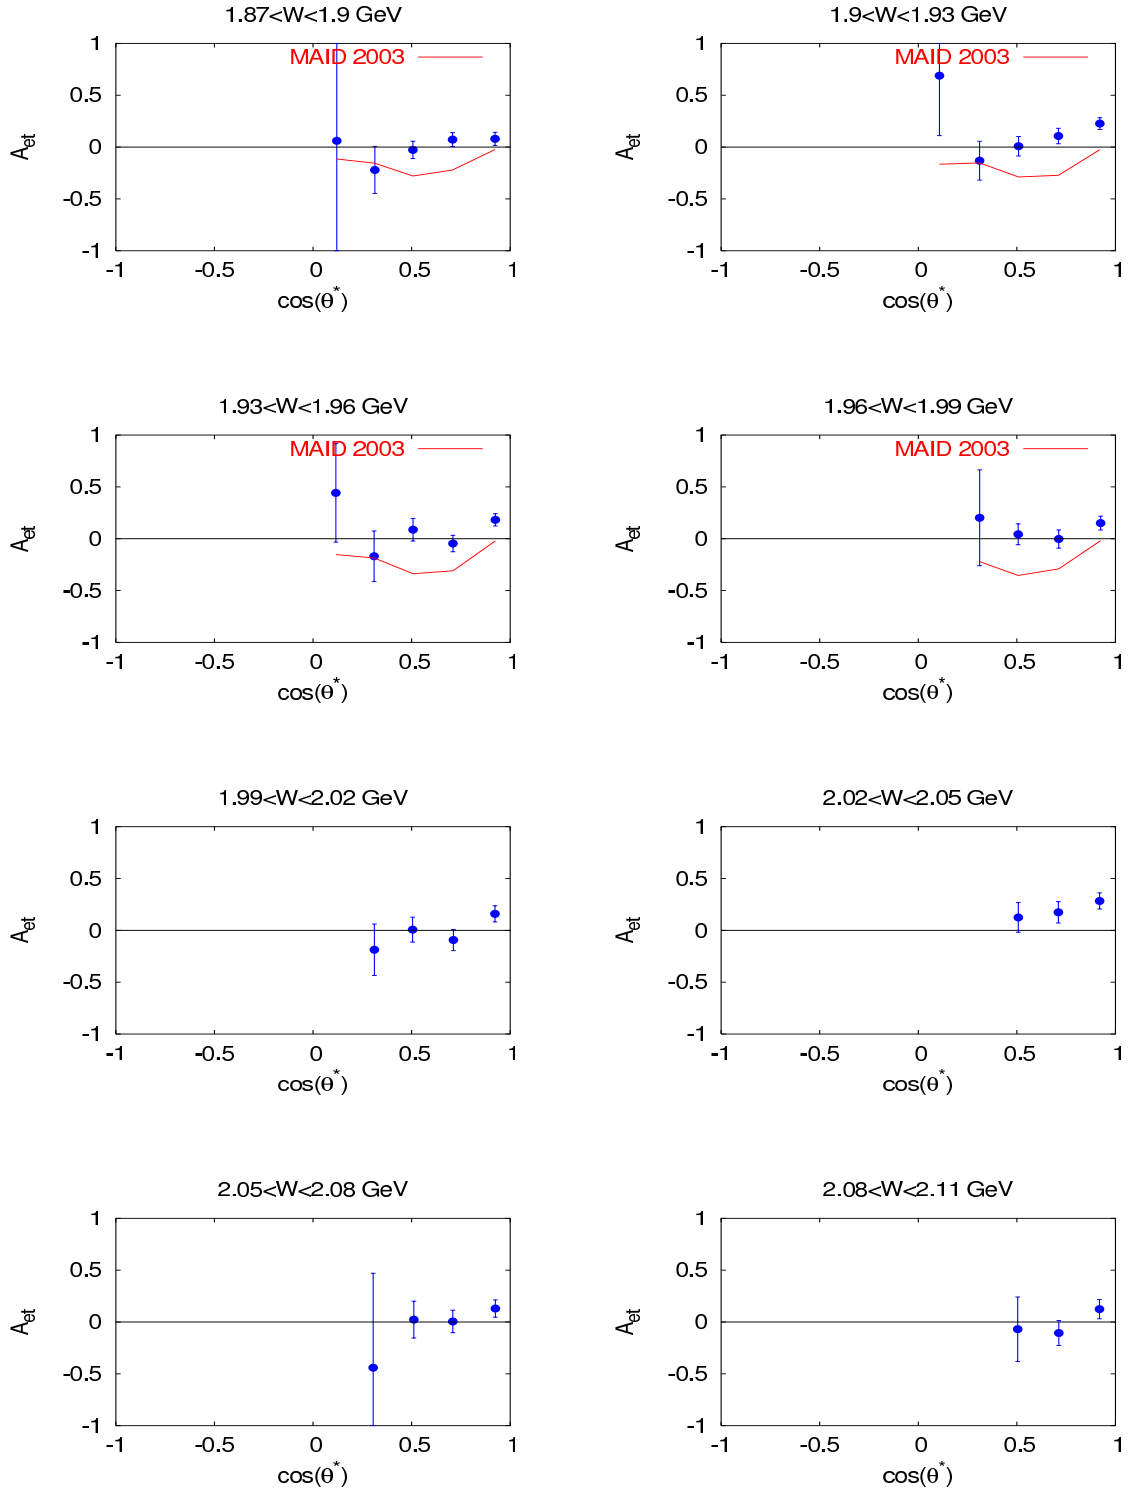 1.87<W<1.9 GeV
1
MAID 2003
0.5
A_et
0
-0.5
-1
-1 -0.5 0 0.5 1
cos(θ*)
1.9<W<1.93 GeV
1
MAID 2003
0.5
A_et
0
-0.5
-1
-1 -0.5 0 0.5 1
cos(θ*)
1.93<W<1.96 GeV
1
MAID 2003
0.5
A_et
0
-0.5
-1
-1 -0.5 0 0.5 1
cos(θ*)
1.96<W<1.99 GeV
1
MAID 2003
0.5
A_et
0
-0.5
-1
-1 -0.5 0 0.5 1
cos(θ*)
1.99<W<2.02 GeV
1
0.5
A_et
0
-0.5
-1
-1 -0.5 0 0.5 1
cos(θ*)
2.02<W<2.05 GeV
1
0.5
A_et
0
-0.5
-1
-1 -0.5 0 0.5 1
cos(θ*)
2.05<W<2.08 GeV
1
0.5
A_et
0
-0.5
-1
-1 -0.5 0 0.5 1
cos(θ*)
2.08<W<2.11 GeV
1
0.5
A_et
0
-0.5
-1
-1 -0.5 0 0.5 1
cos(θ*)